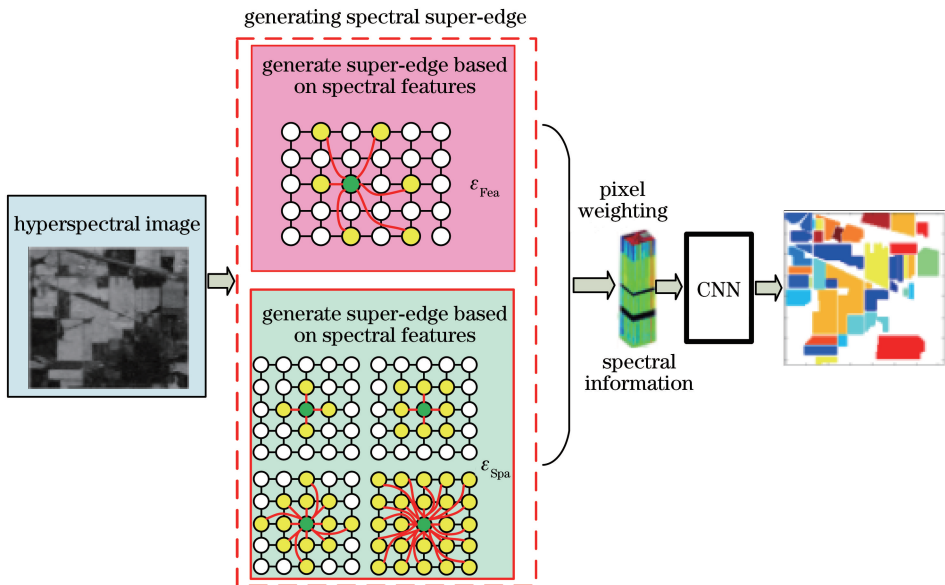 generating spectral super-edge
generate super-edge based
on spectral features
ε_Fea
hyperspectral image
generate super-edge based
on spectral features
ε_Spa
pixel
weighting
spectral
information
CNN